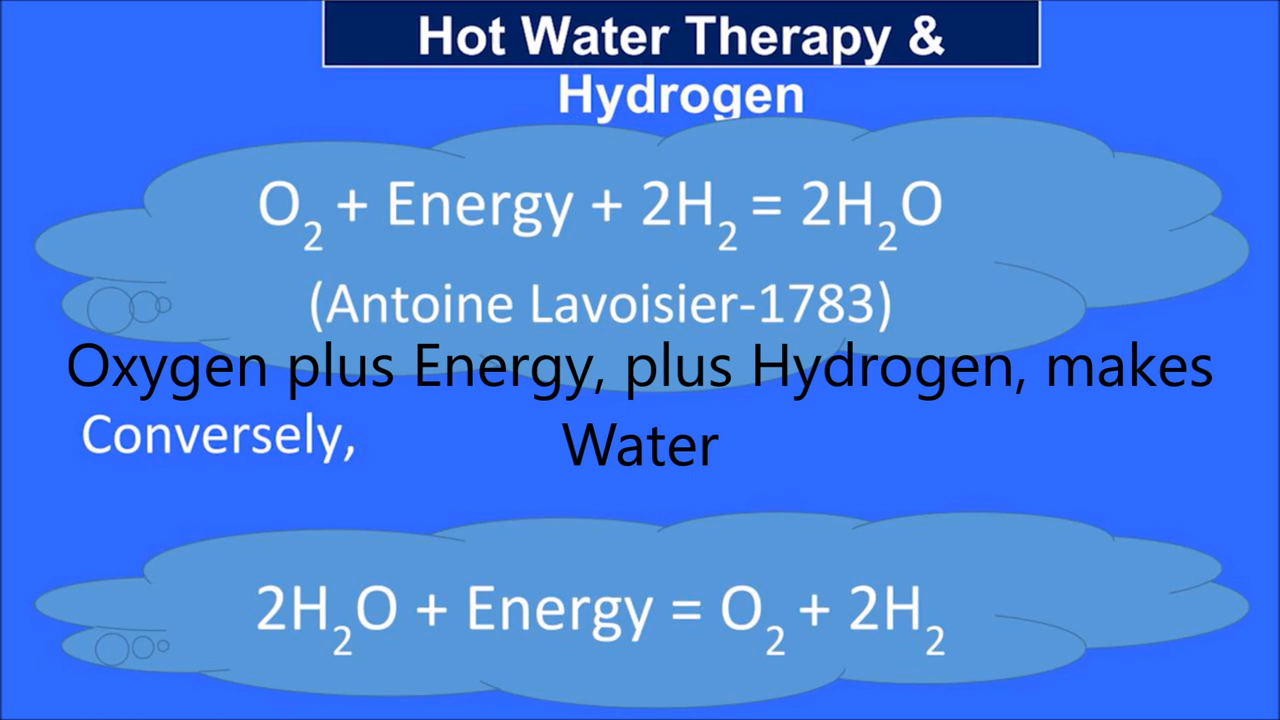 Hot Water Therapy &
Hydrogen
O₂ + Energy + 2H₂ = 2H₂O
(Antoine Lavoisier-1783)
Oxygen plus Energy, plus Hydrogen, makes
Conversely,
Water
2H₂O + Energy = O₂ + 2H₂